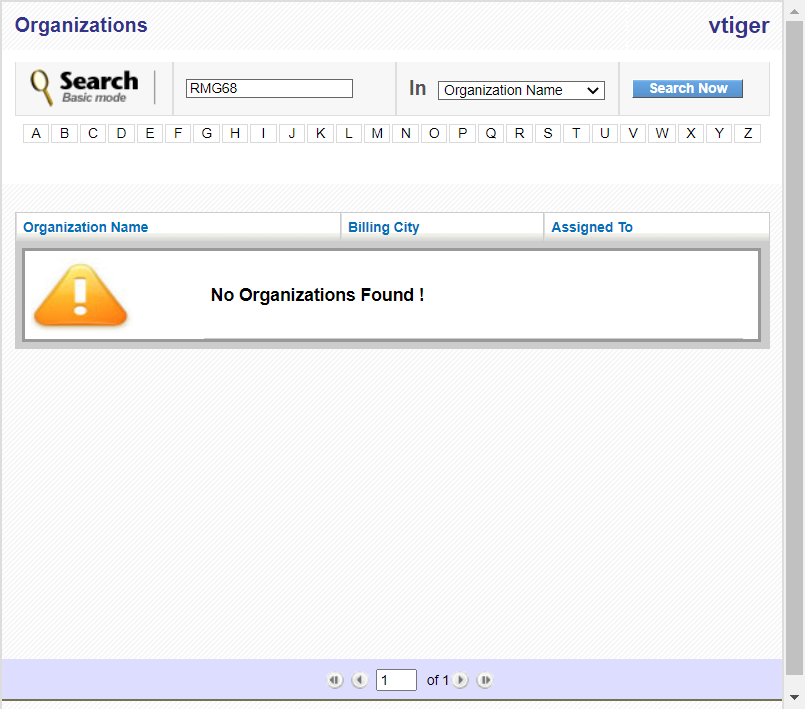 Organizations vtiger
Search
Basic mode
RMG68 In Organization Name Search Now
A B C D E F G H I J K L M N O P Q R S T U V W X Y Z
Organization Name Billing City Assigned To
No Organizations Found !
1 of 1